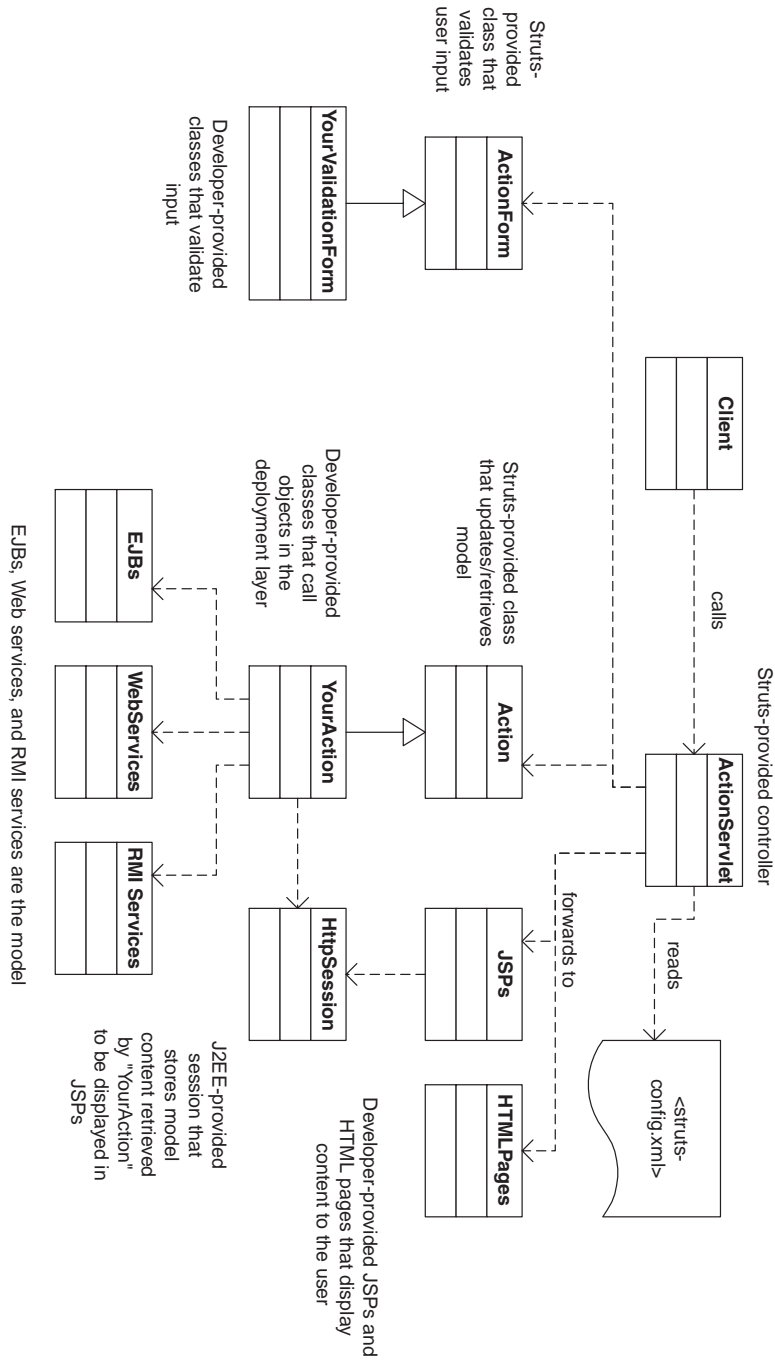 Struts-provided controller
Client
calls
ActionServlet
reads
<struts-
config.xml>
forwards to
Struts-
provided
class that
validates
user input
ActionForm
Struts-provided class
that updates/retrieves
model
Action
JSPs
HTMLPages
Developer-provided JSPs and
HTML pages that display
content to the user
YourValidationForm
Developer-provided
classes that validate
input
Developer-provided
classes that call
objects in the
deployment layer
YourAction
HttpSession
J2EE-provided
session that
stores model
content retrieved
by "YourAction"
to be displayed in
JSPs
EJBs
WebServices
RMI Services
EJBs, Web services, and RMI services are the model